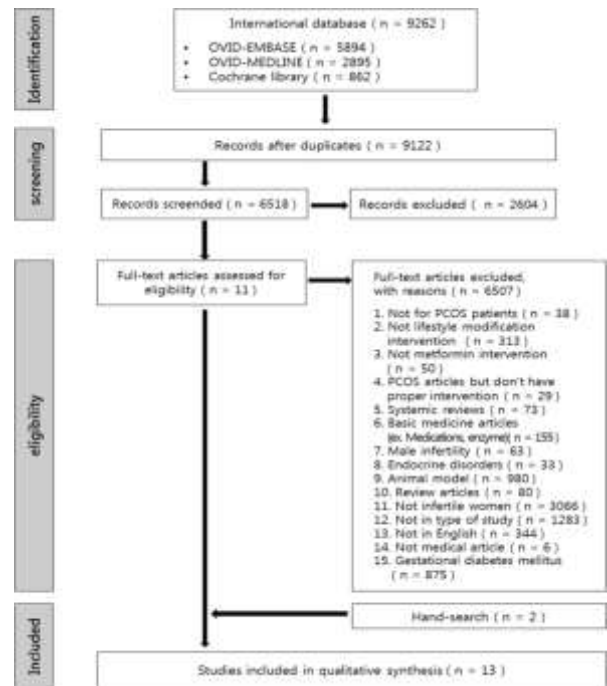 Identification
International database ( n = 9262 )
• OVID-EMBASE ( n = 5894 )
• OVID-MEDLINE ( n = 2895 )
• Cochrane library ( n = 862 )
screening
Records after duplicates ( n = 9122 )
Records screended ( n = 6518 )
Records excluded ( n = 2604 )
eligibility
Full-text articles assessed for
eligibility ( n = 11 )
Full-text articles excluded,
with reasons ( n = 6507 )
1. Not for PCOS patients ( n = 38 )
2. Not lifestyle modification
intervention ( n = 313 )
3. Not metformin intervention
( n = 50 )
4. PCOS articles but don't have
proper intervention ( n = 29 )
5. Systemic reviews ( n = 73 )
6. Basic medicine articles
(ex. Medications, enzyme)( n = 155 )
7. Male infertility ( n = 63 )
8. Endocrine disorders ( n = 33 )
9. Animal model ( n = 980 )
10. Review articles ( n = 80 )
11. Not infertile women ( n = 3066 )
12. Not in type of study ( n = 1283 )
13. Not in English ( n = 344 )
14. Not medical article ( n = 6 )
15. Gestational diabetes mellitus
( n = 875 )
Included
Hand-search ( n = 2 )
Studies included in qualitative synthesis ( n = 13 )